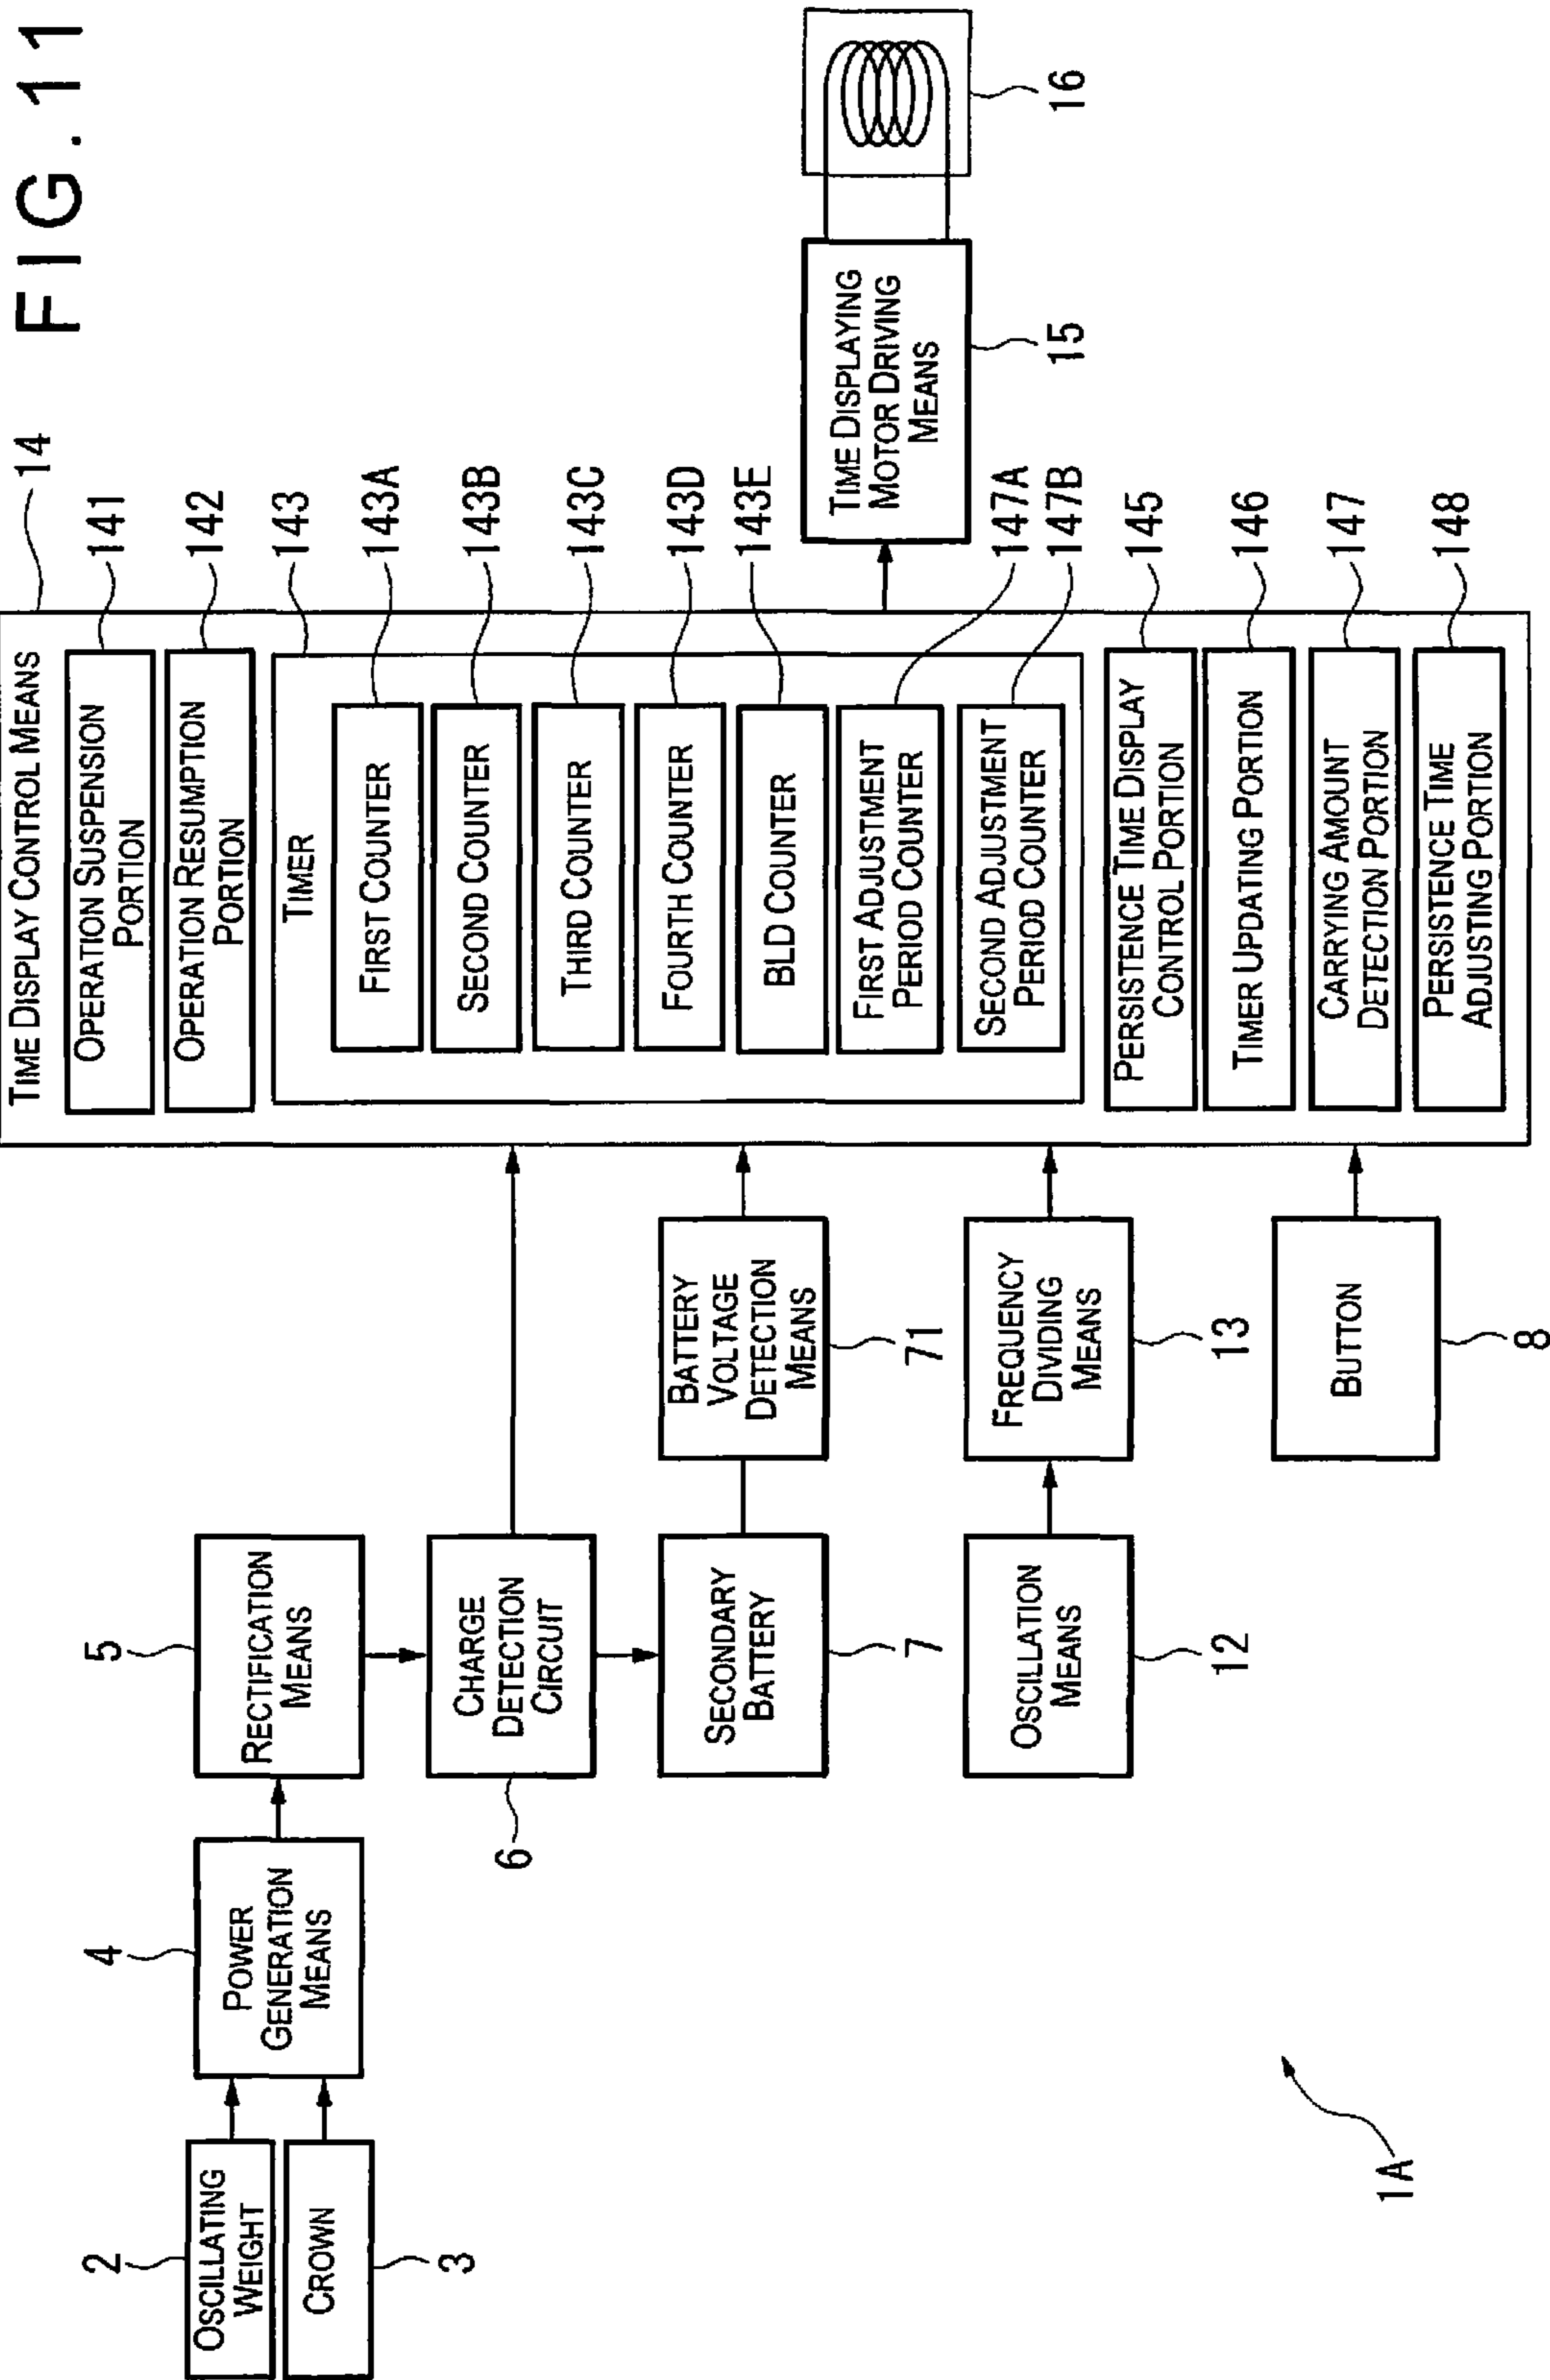 FIG. 11
2
OSCILLATING
WEIGHT
CROWN
3
4
POWER
GENERATION
MEANS
5
RECTIFICATION
MEANS
CHARGE
DETECTION
CIRCUIT
6
SECONDARY
BATTERY
7
BATTERY
VOLTAGE
DETECTION
MEANS
71
OSCILLATION
MEANS
12
FREQUENCY
DIVIDING
MEANS
13
BUTTON
8
14
TIME DISPLAY CONTROL MEANS
OPERATION SUSPENSION
PORTION
141
OPERATION RESUMPTION
PORTION
142
TIMER
143
FIRST COUNTER
143A
SECOND COUNTER
143B
THIRD COUNTER
143C
FOURTH COUNTER
143D
BLD COUNTER
143E
FIRST ADJUSTMENT
PERIOD COUNTER
147A
SECOND ADJUSTMENT
PERIOD COUNTER
147B
PERSISTENCE TIME DISPLAY
CONTROL PORTION
145
TIMER UPDATING PORTION
146
CARRYING AMOUNT
DETECTION PORTION
147
PERSISTENCE TIME
ADJUSTING PORTION
148
TIME DISPLAYING
MOTOR DRIVING
MEANS
15
16
1A